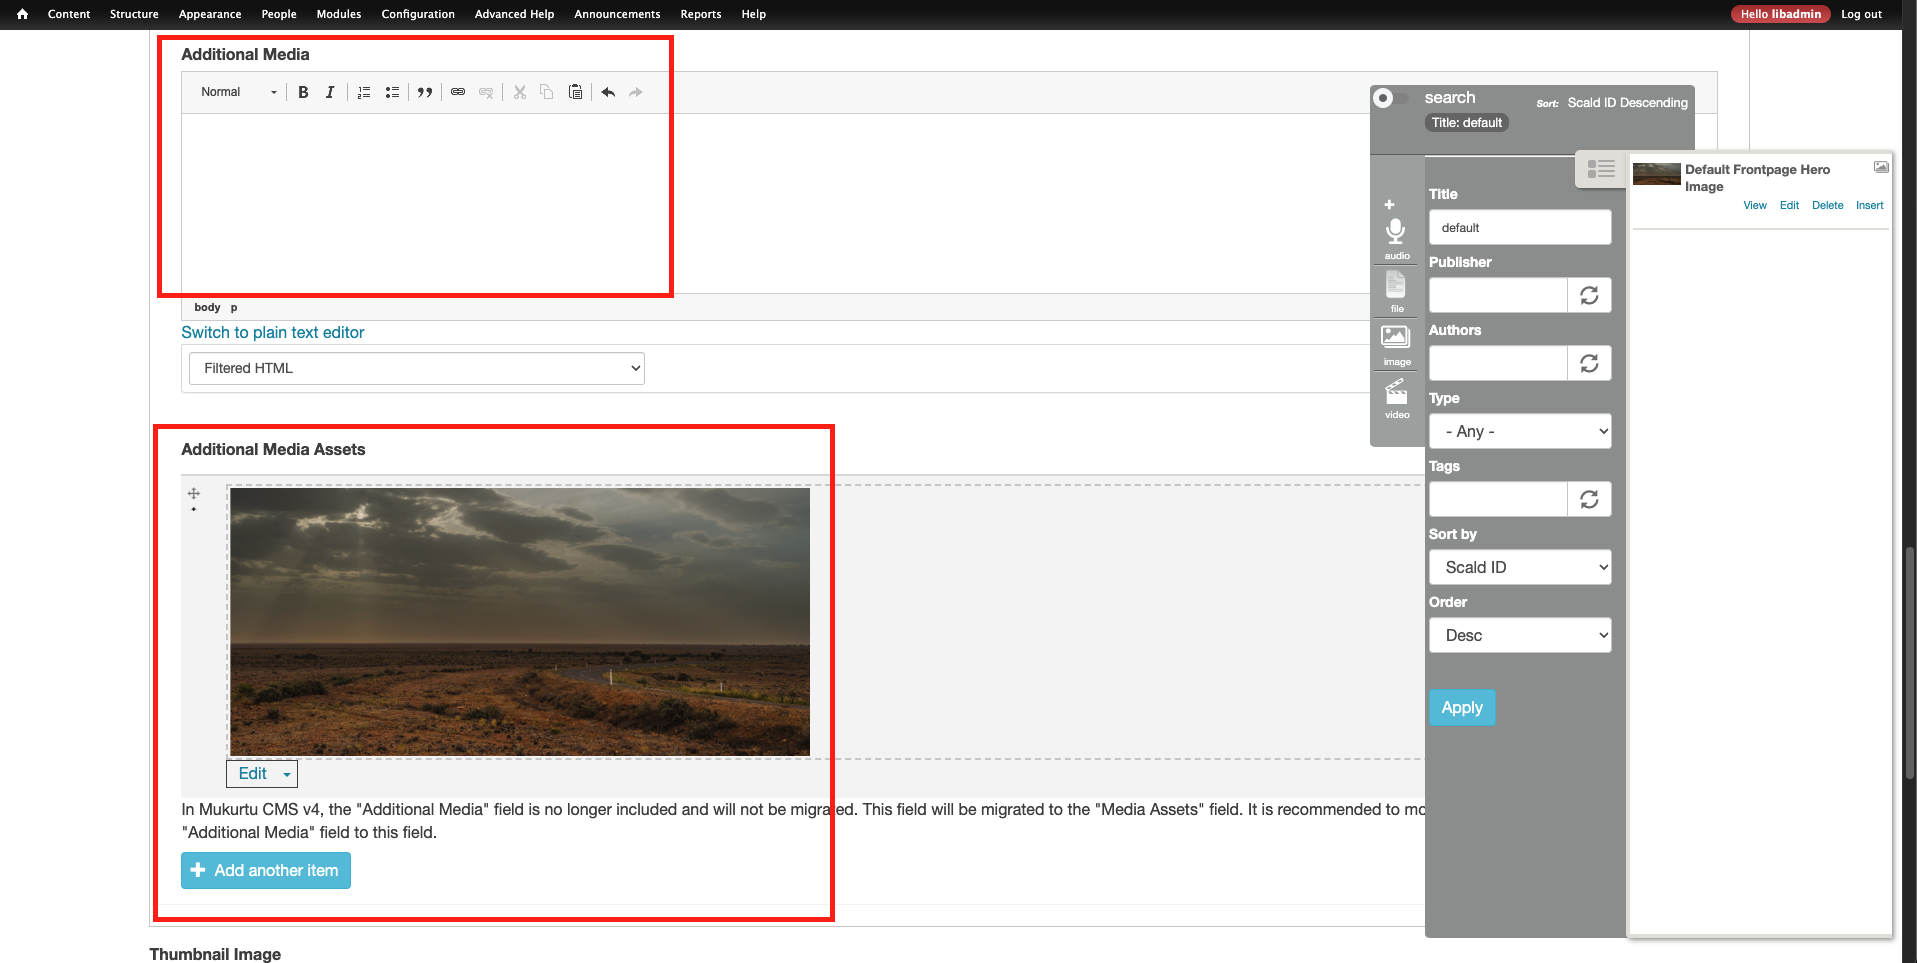 Content Structure Appearance People Modules Configuration Advanced Help Announcements Reports Help Hello libadmin Log out
Additional Media
Normal
body p
Switch to plain text editor
Filtered HTML
Additional Media Assets
Edit
In Mukurtu CMS v4, the "Additional Media" field is no longer included and will not be migrated. This field will be migrated to the "Media Assets" field. It is recommended to mo
"Additional Media" field to this field.
Add another item
Thumbnail Image
search
Sort: Scald ID Descending
Title: default
audio
file
image
video
Title
default
Publisher
Authors
Type
- Any -
Tags
Sort by
Scald ID
Order
Desc
Apply
Default Frontpage Hero
Image
View Edit Delete Insert